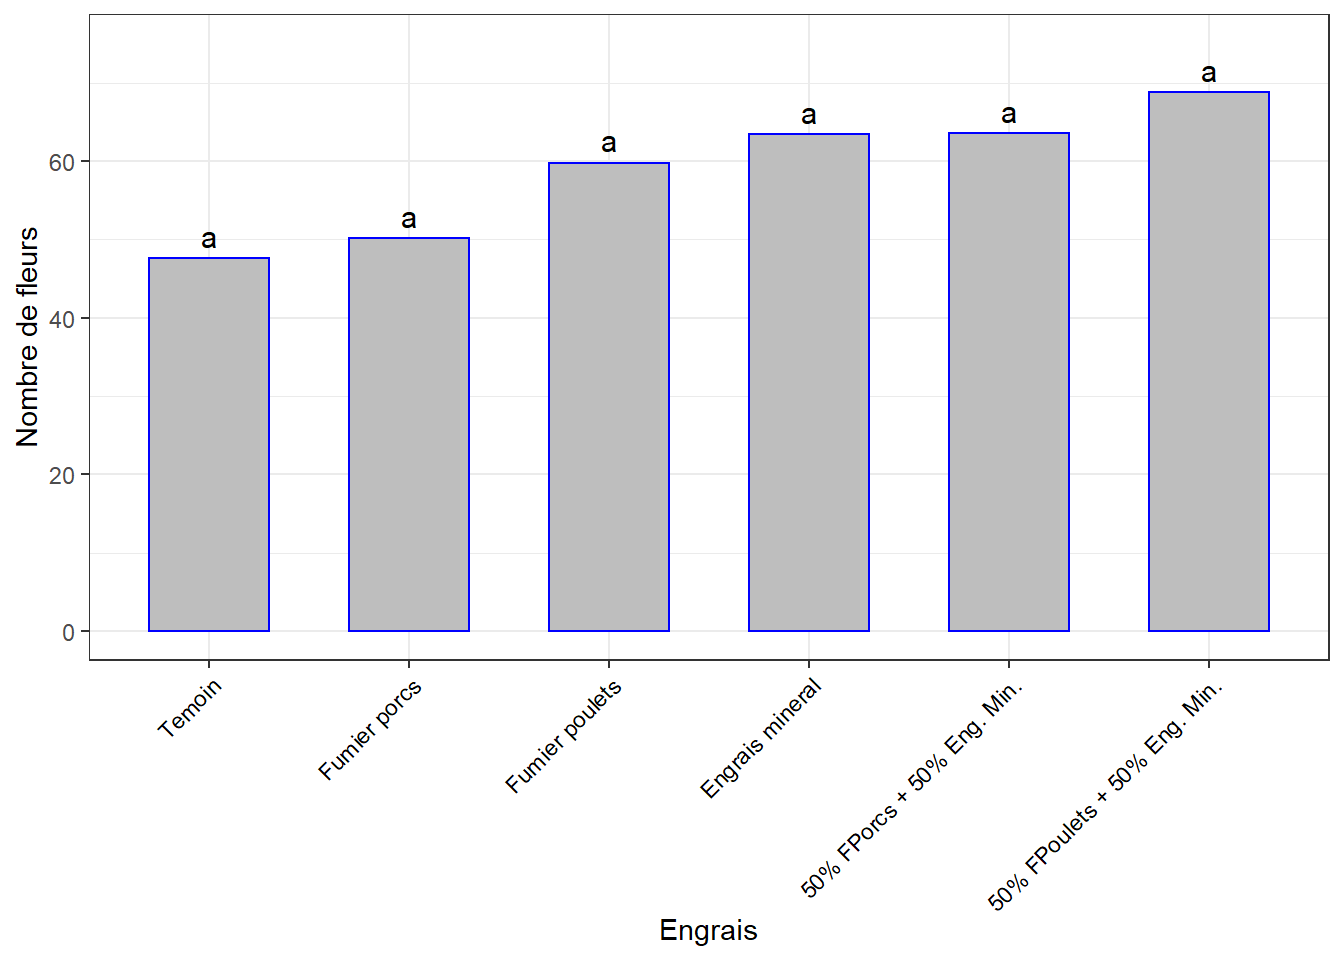 a
a
a
a
a
a
60
40
20
0
Nombre de fleurs
Temoin
Fumier porcs
Fumier poulets
Engrais mineral
50% FPorcs + 50% Eng. Min.
50% FPoulets + 50% Eng. Min.
Engrais